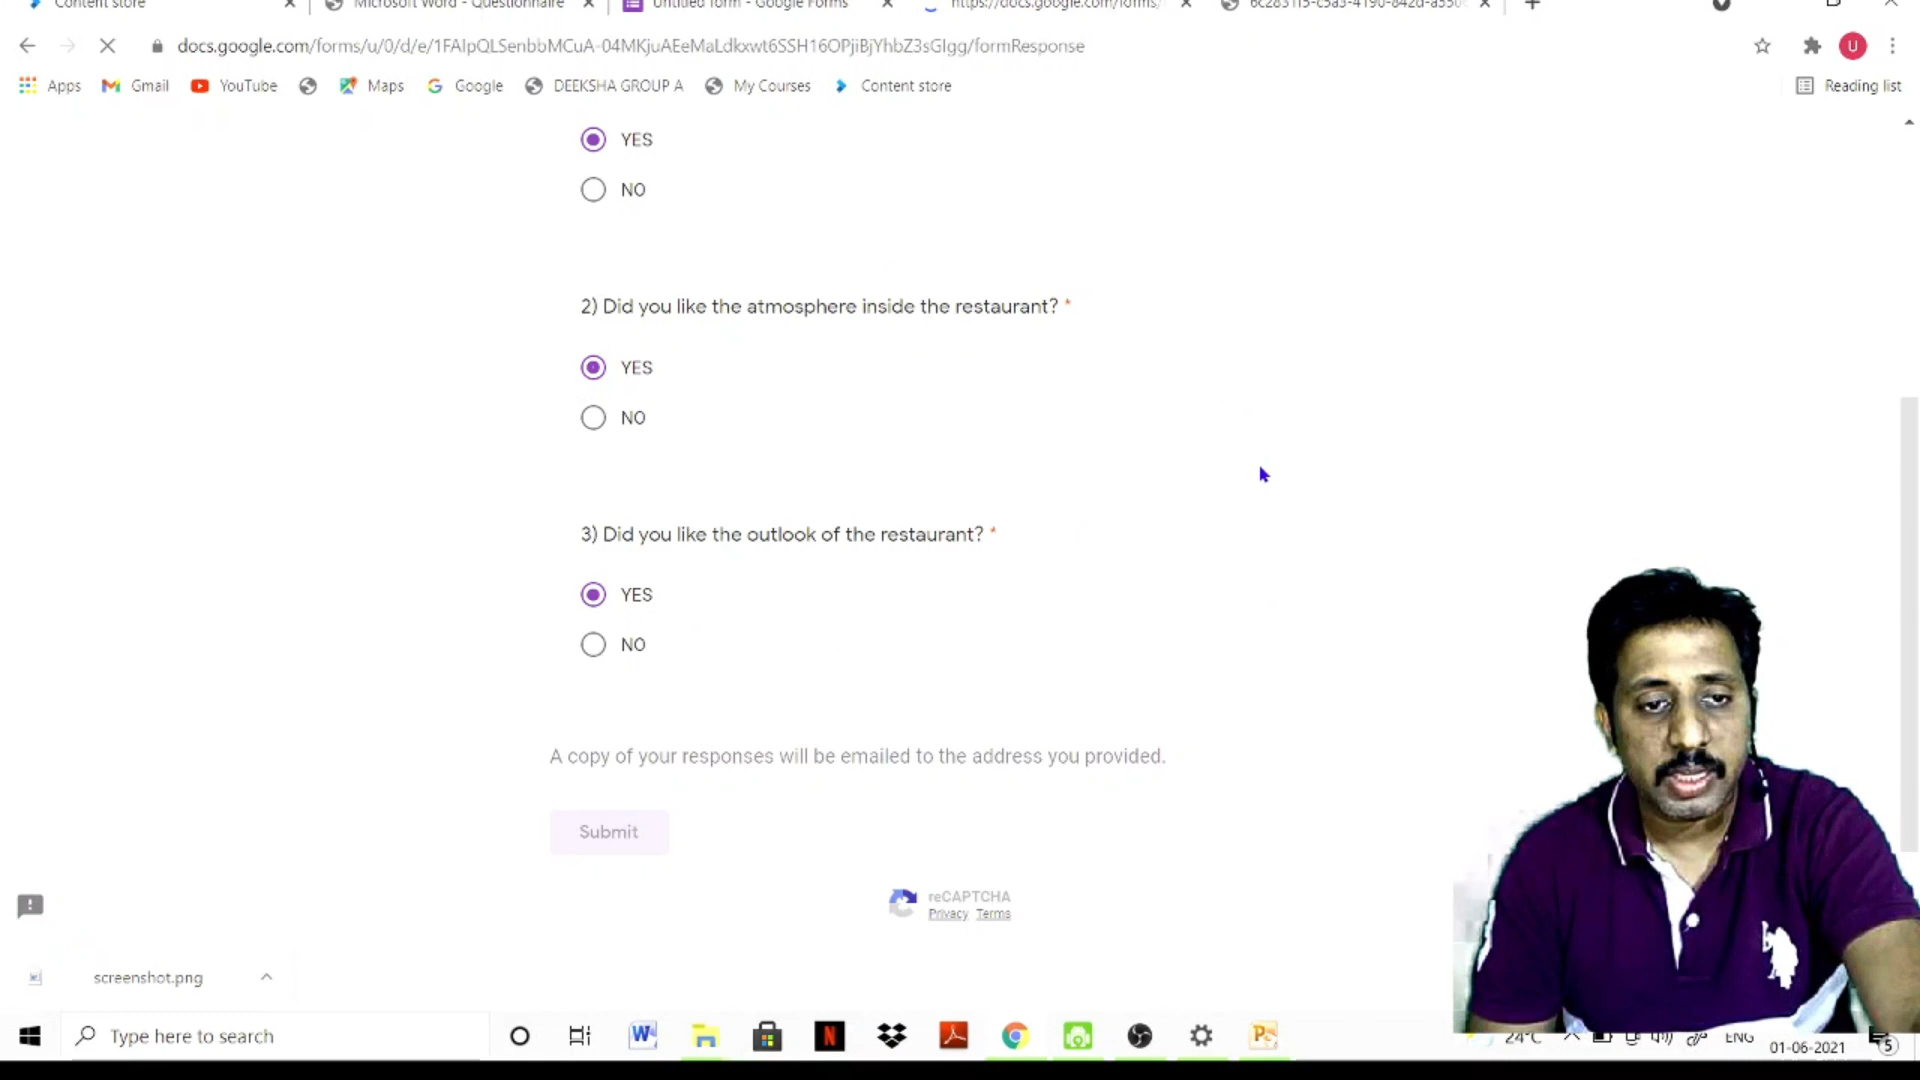 Content store
Microsoft Word - Questionnaire
Untitled form - Google Forms
https://docs.google.com/forms/
docs.google.com/forms/u/0/d/e/1FAIpQLSenbbMCuA-04MKjuAEeMaLdkxwt6SSH16OPjiBjYhbZ3sGIgg/formResponse
U
Apps
Gmail
YouTube
Maps
Google
DEEKSHA GROUP A
My Courses
Content store
Reading list
YES
NO
2) Did you like the atmosphere inside the restaurant? *
YES
NO
3) Did you like the outlook of the restaurant? *
YES
NO
A copy of your responses will be emailed to the address you provided.
Submit
reCAPTCHA
Privacy Terms
screenshot.png
Type here to search
24°C
ENG
01-06-2021
5